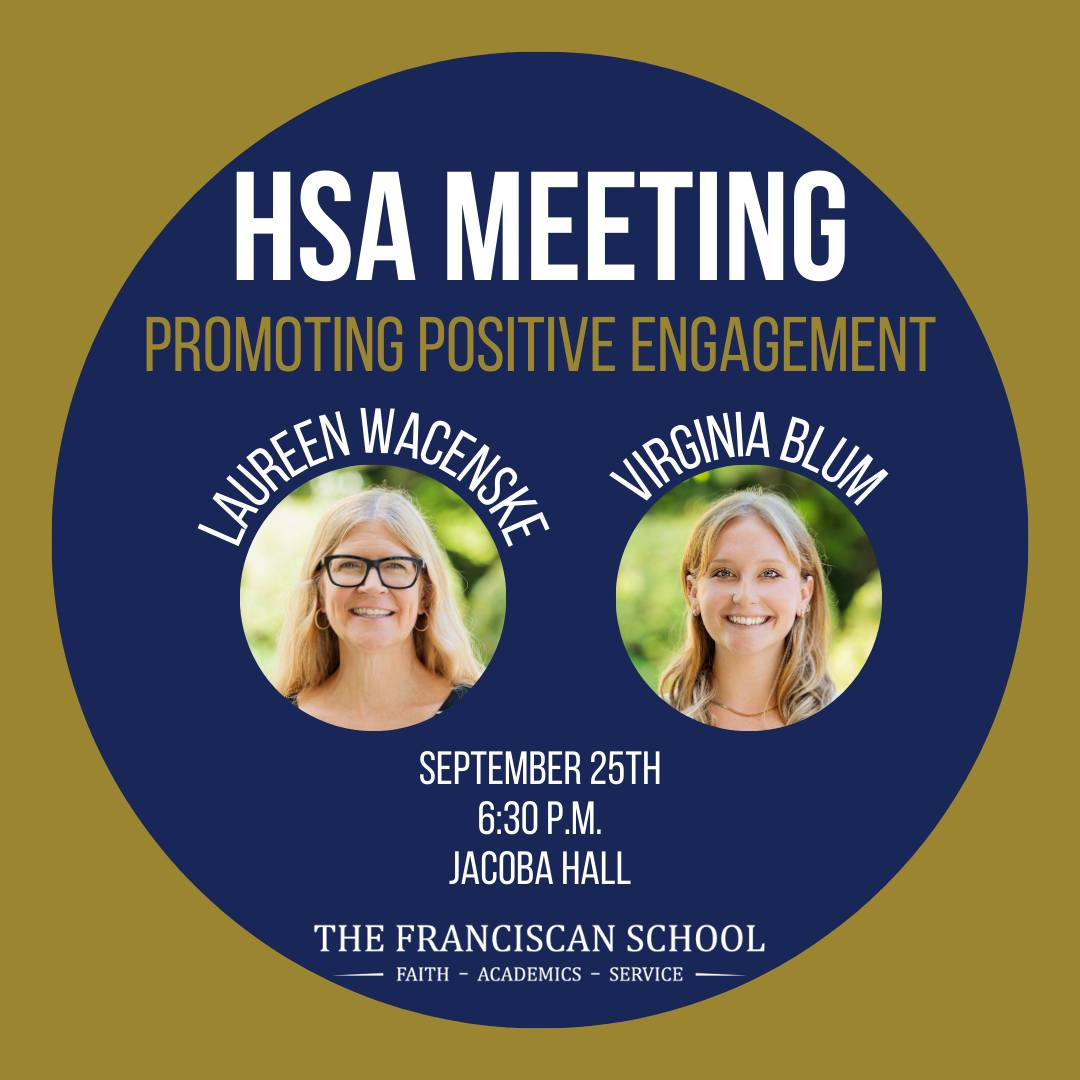 HSA MEETING
PROMOTING POSITIVE ENGAGEMENT
LAUREEN WACENSKE
VIRGINIA BLUM
SEPTEMBER 25TH
6:30 P.M.
JACOBA HALL
THE FRANCISCAN SCHOOL
FAITH – ACADEMICS – SERVICE